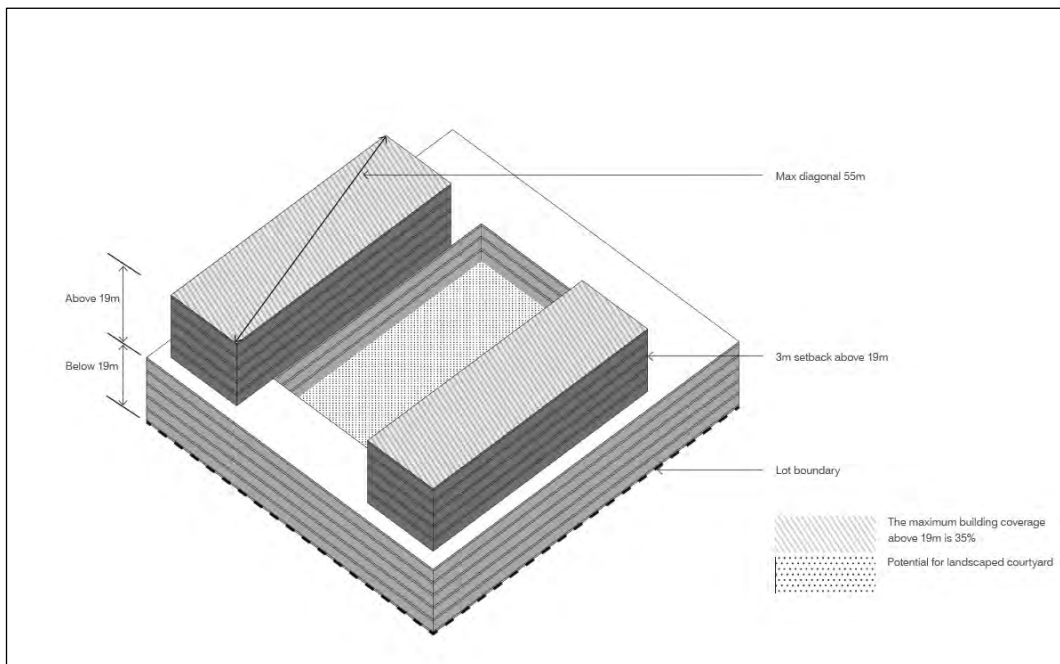 Max diagonal 55m
Above 19m
Below 19m
3m setback above 19m
Lot boundary
The maximum building coverage
above 19m is 35%
Potential for landscaped courtyard